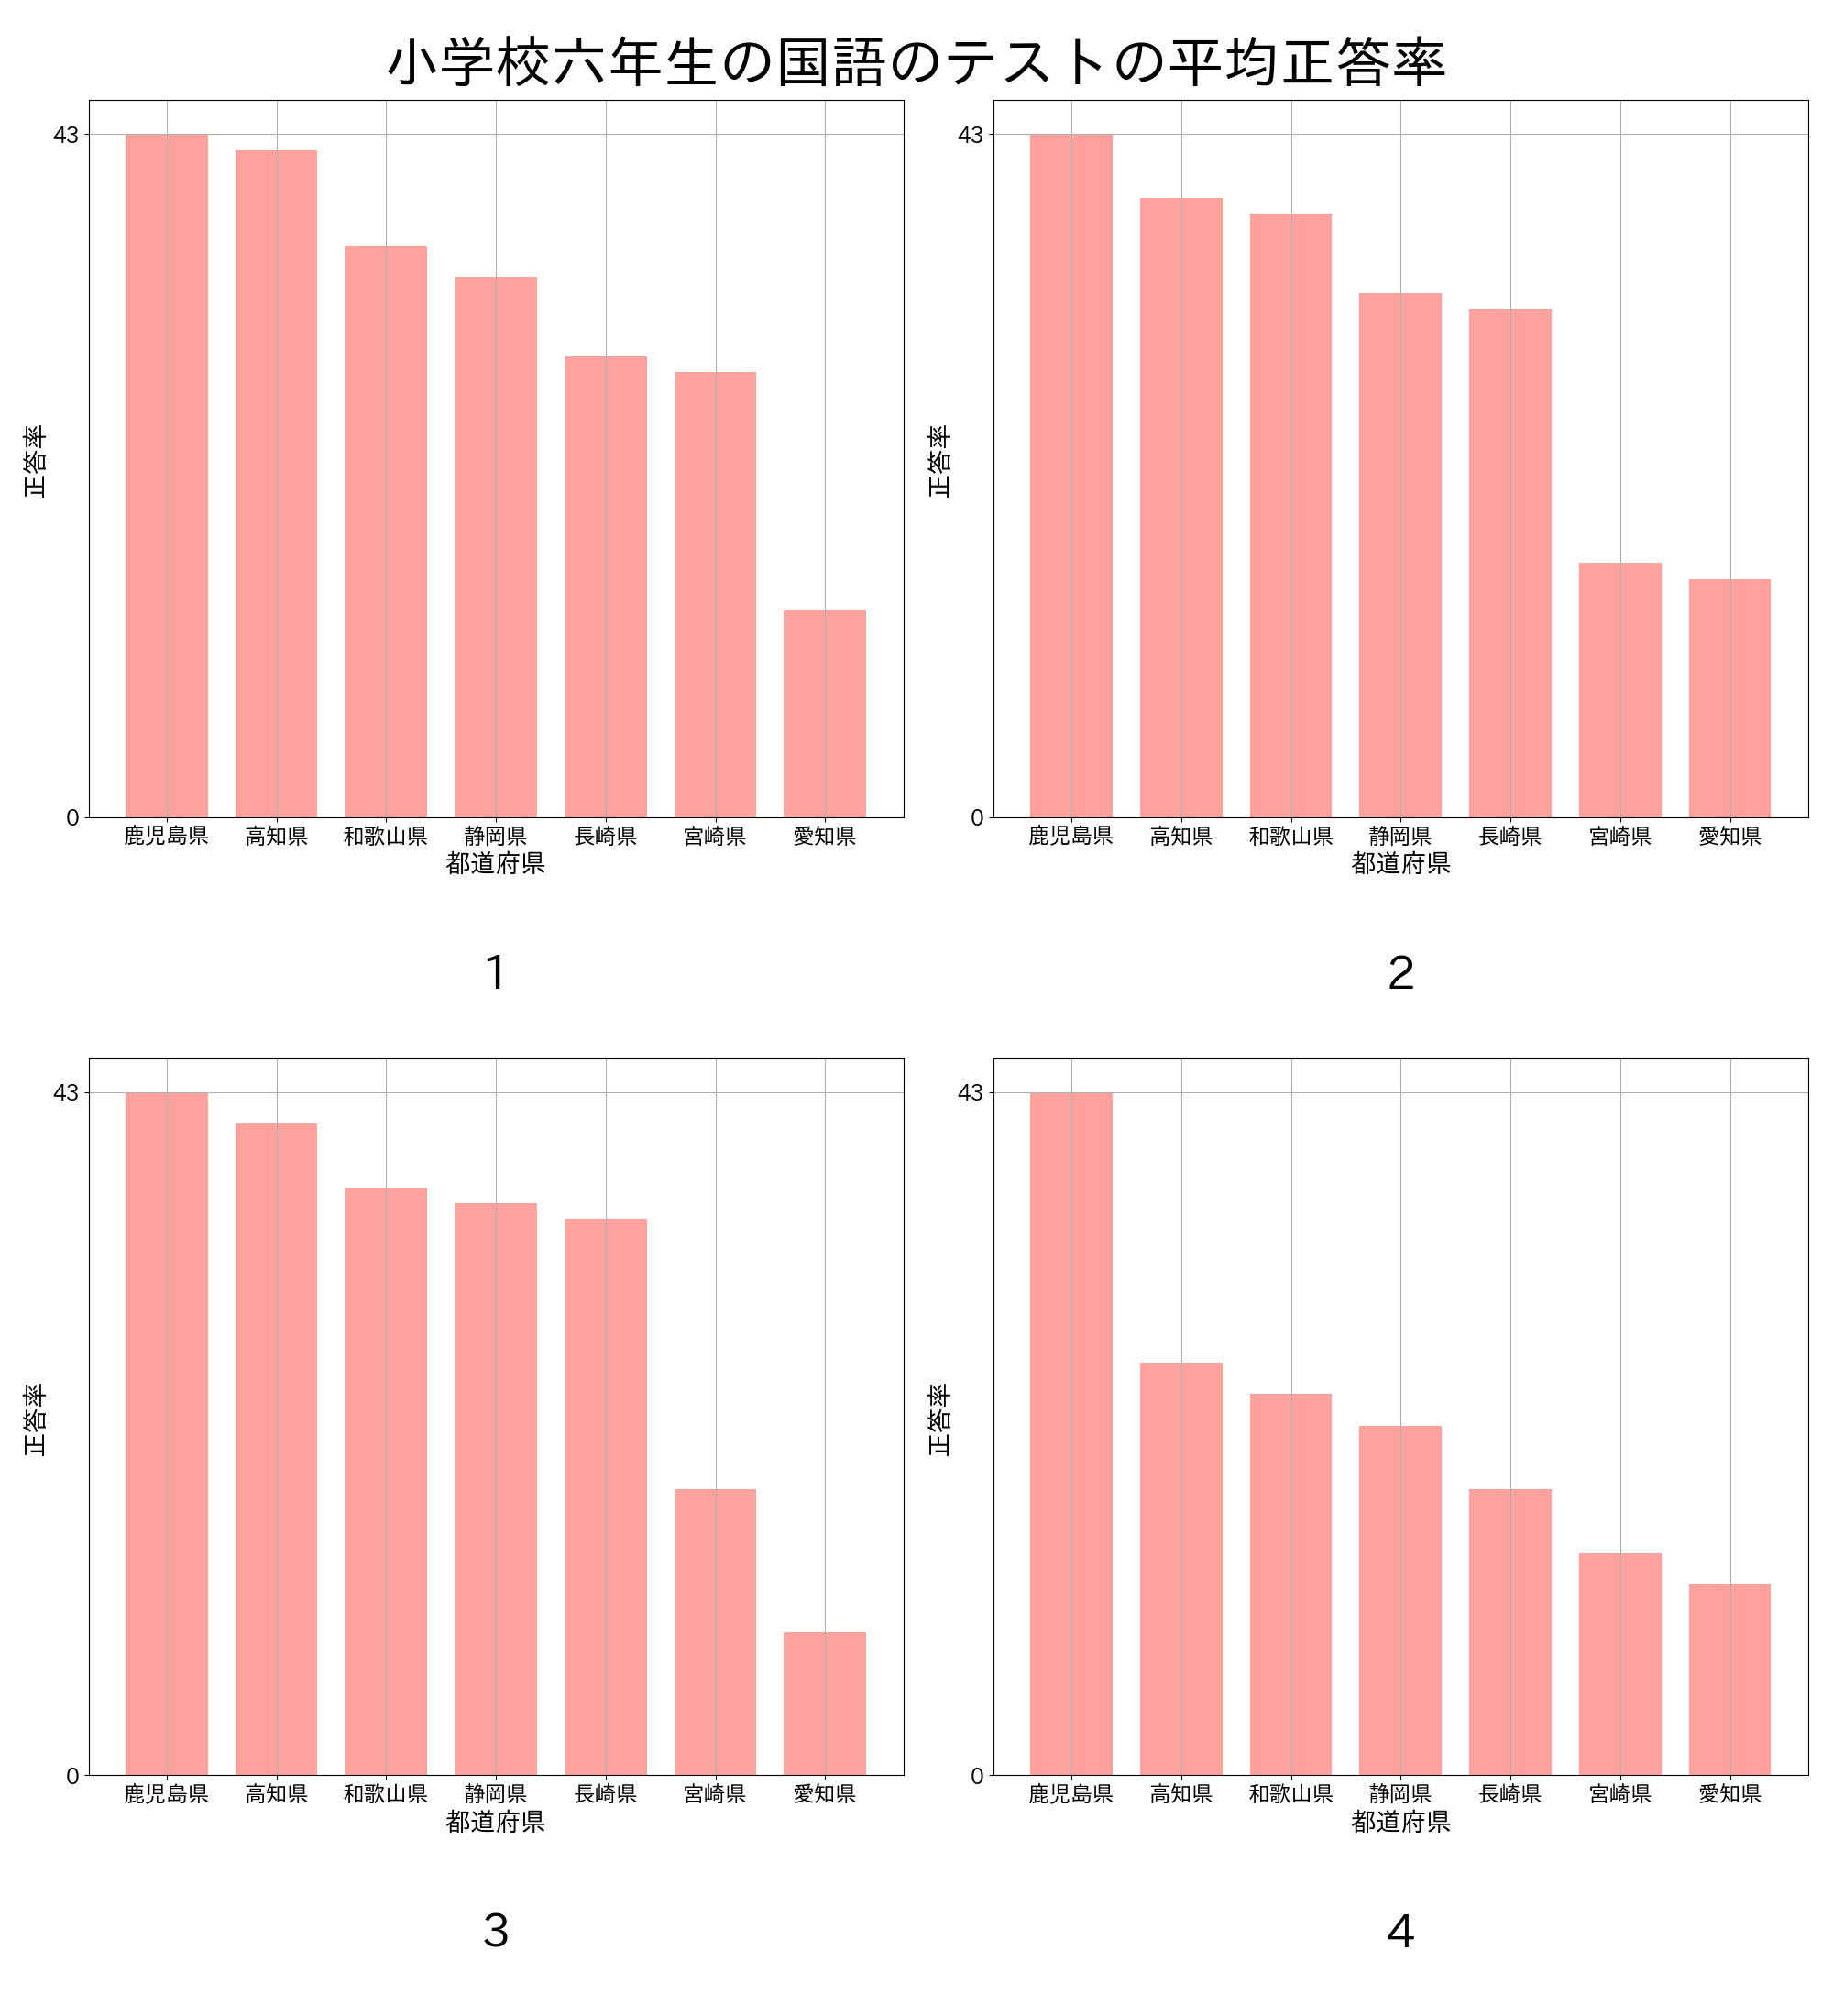 小学校六年生の国語のテストの平均正答率
43
0
正答率
鹿児島県 高知県 和歌山県 静岡県 長崎県 宮崎県 愛知県
都道府県
1
43
0
正答率
鹿児島県 高知県 和歌山県 静岡県 長崎県 宮崎県 愛知県
都道府県
2
43
0
正答率
鹿児島県 高知県 和歌山県 静岡県 長崎県 宮崎県 愛知県
都道府県
3
43
0
正答率
鹿児島県 高知県 和歌山県 静岡県 長崎県 宮崎県 愛知県
都道府県
4